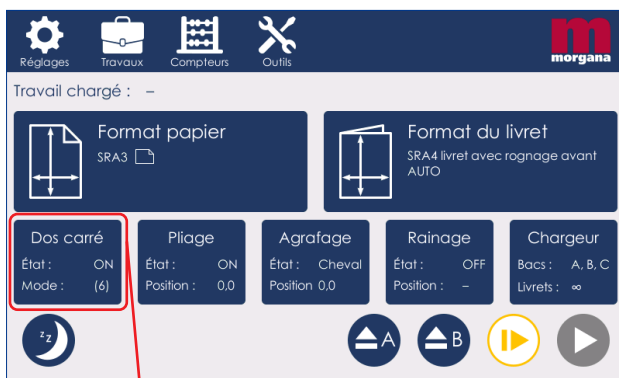 Réglages Travaux Compteurs Outils
morgana
Travail chargé : –
Format papier
SRA3
Format du livret
SRA4 livret avec rognage avant
AUTO
Dos carré
État : ON
Mode : (6)
Pliage
État : ON
Position : 0,0
Agrafage
État : Cheval
Position 0,0
Rainage
État : OFF
Position : –
Chargeur
Bacs : A, B, C
Livrets : ∞
z z
A
B